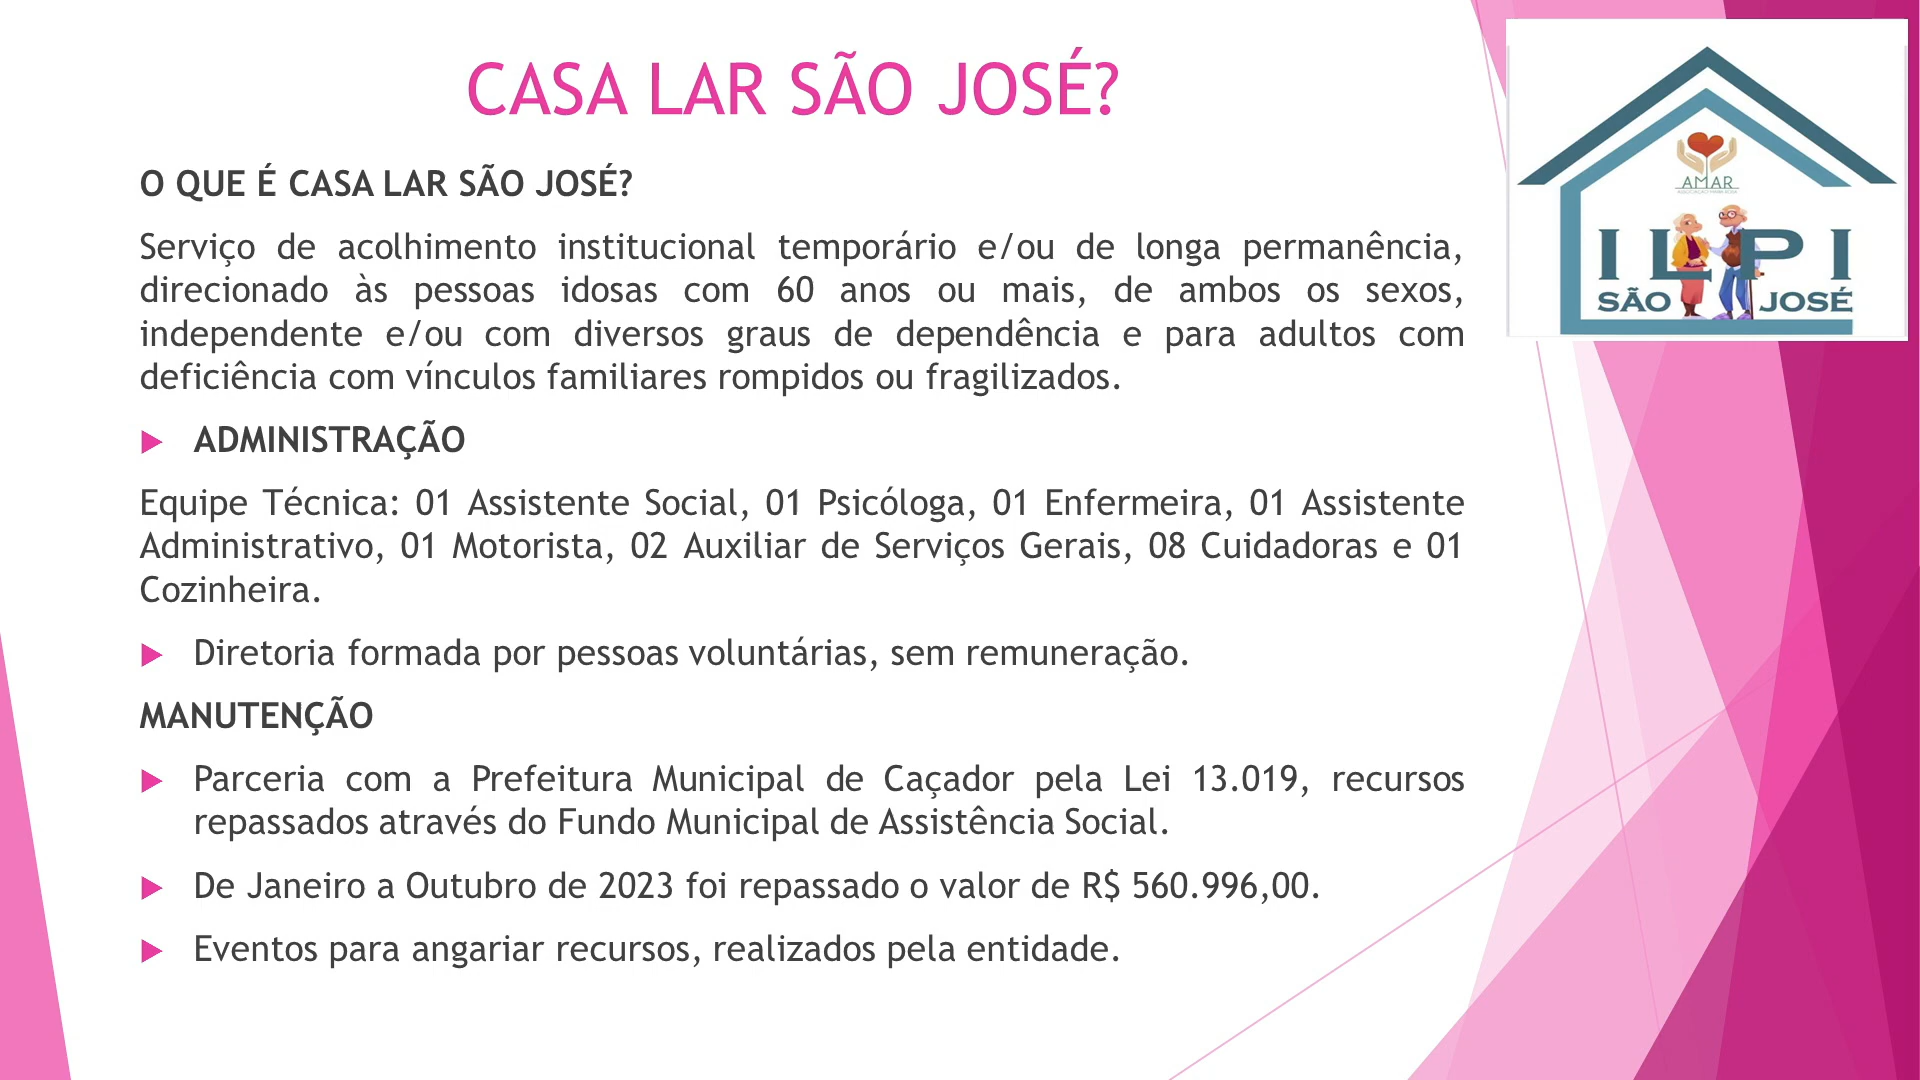 CASA LAR SÃO JOSÉ?
O QUE É CASA LAR SÃO JOSÉ?
Serviço de acolhimento institucional temporário e/ou de longa permanência,
direcionado às pessoas idosas com 60 anos ou mais, de ambos os sexos,
independente e/ou com diversos graus de dependência e para adultos com
deficiência com vínculos familiares rompidos ou fragilizados.
ADMINISTRAÇÃO
Equipe Técnica: 01 Assistente Social, 01 Psicóloga, 01 Enfermeira, 01 Assistente
Administrativo, 01 Motorista, 02 Auxiliar de Serviços Gerais, 08 Cuidadoras e 01
Cozinheira.
Diretoria formada por pessoas voluntárias, sem remuneração.
MANUTENÇÃO
Parceria com a Prefeitura Municipal de Caçador pela Lei 13.019, recursos
repassados através do Fundo Municipal de Assistência Social.
De Janeiro a Outubro de 2023 foi repassado o valor de R$ 560.996,00.
Eventos para angariar recursos, realizados pela entidade.
AMAR
ILPI
SÃO JOSÉ